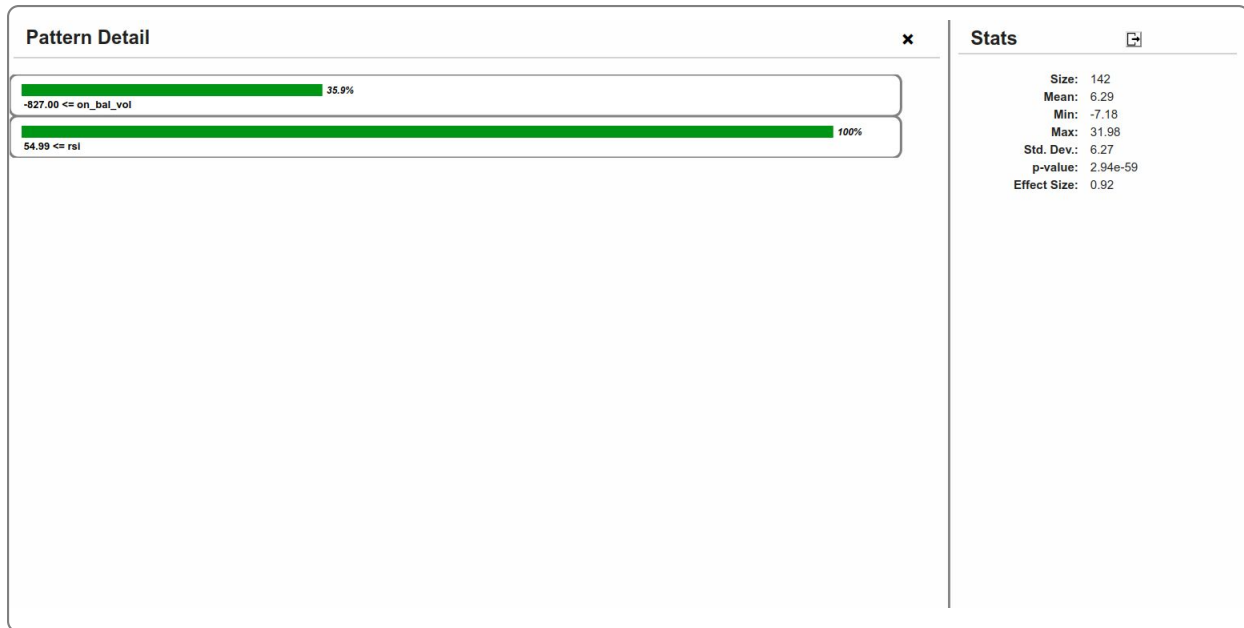 Pattern Detail
×
35.9%
-827.00 <= on_bal_vol
100%
54.99 <= rsi
Stats
Size: 142
Mean: 6.29
Min: -7.18
Max: 31.98
Std. Dev.: 6.27
p-value: 2.94e-59
Effect Size: 0.92